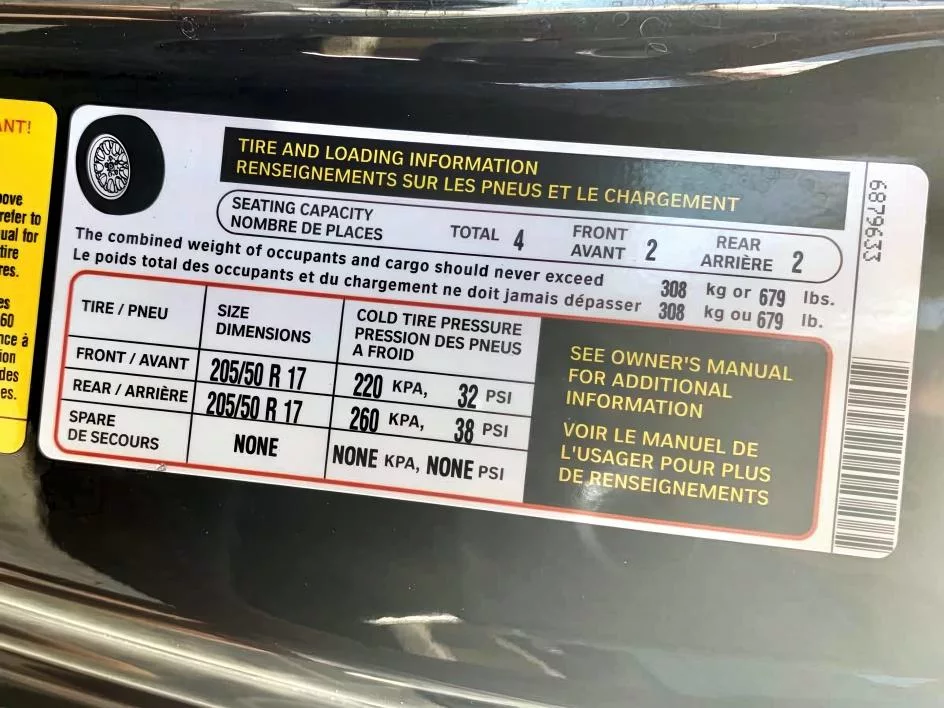 ANT!
ove
refer to
ual for
tire
res.
es
60
nce à
ion
des
es.
TIRE AND LOADING INFORMATION
RENSEIGNEMENTS SUR LES PNEUS ET LE CHARGEMENT
SEATING CAPACITY
NOMBRE DE PLACES
TOTAL 4
FRONT
AVANT 2
REAR
ARRIÈRE 2
The combined weight of occupants and cargo should never exceed 308 kg or 679 lbs.
Le poids total des occupants et du chargement ne doit jamais dépasser 308 kg ou 679 lb.
TIRE / PNEU
SIZE
DIMENSIONS
COLD TIRE PRESSURE
PRESSION DES PNEUS
A FROID
FRONT / AVANT 205/50 R 17 220 KPA, 32 PSI
REAR / ARRIÈRE 205/50 R 17 260 KPA, 38 PSI
SPARE
DE SECOURS NONE NONE KPA, NONE PSI
SEE OWNER'S MANUAL
FOR ADDITIONAL
INFORMATION
VOIR LE MANUEL DE
L'USAGER POUR PLUS
DE RENSEIGNEMENTS
6879633